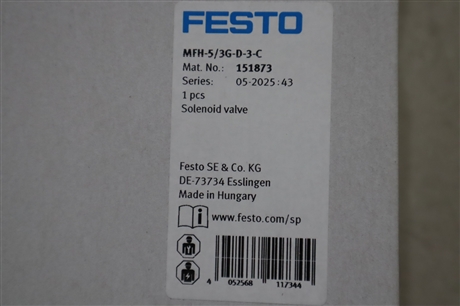 FESTO
MFH-5/3G-D-3-C
Mat. No.: 151873
Series: 05-2025:43
1 pcs
Solenoid valve
Festo SE & Co. KG
DE-73734 Esslingen
Made in Hungary
www.festo.com/sp
4 052568 117344